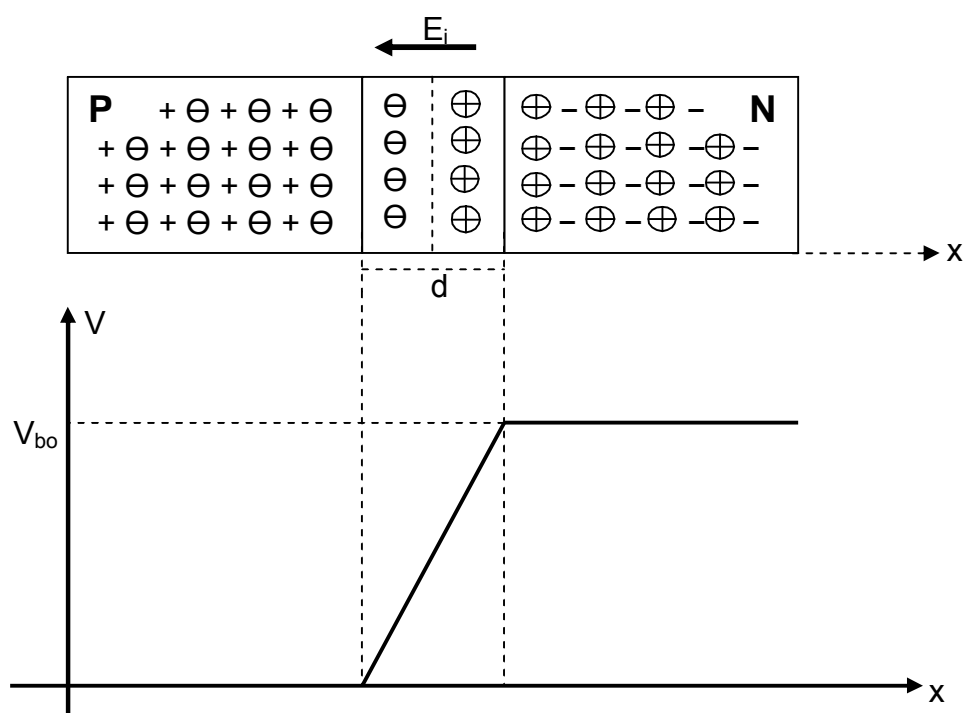 Ei
P + ⊖ + ⊖ + ⊖ ⊖ ⊕ ⊕ – ⊕ – ⊕ – N
+ ⊖ + ⊖ + ⊖ + ⊖ ⊖ ⊕ ⊕ – ⊕ – ⊕ – ⊕ –
+ ⊖ + ⊖ + ⊖ + ⊖ ⊖ ⊕ ⊕ – ⊕ – ⊕ – ⊕ –
+ ⊖ + ⊖ + ⊖ + ⊖ ⊖ ⊕ ⊕ – ⊕ – ⊕ – ⊕ –
x
d
V
Vbo
x